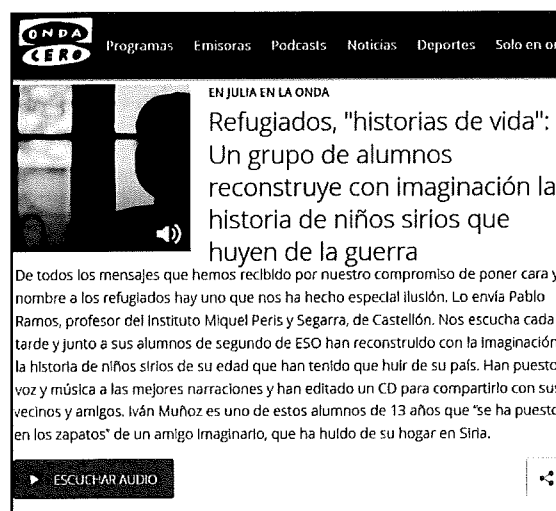 ONDA
CERO
Programas Emisoras Podcasts Noticias Deportes Solo en
EN JULIA EN LA ONDA
Refugiados, "historias de vida":
Un grupo de alumnos
reconstruye con imaginación la
historia de niños sirios que
huyen de la guerra
De todos los mensajes que hemos recibido por nuestro compromiso de poner cara y
nombre a los refugiados hay uno que nos ha hecho especial ilusión. Lo envía Pablo
Ramos, profesor del Instituto Miquel Peris y Segarra, de Castellón. Nos escucha cada
tarde y junto a sus alumnos de segundo de ESO han reconstruido con la imaginación
la historia de niños sirios de su edad que han tenido que huir de su país. Han puesto
voz y música a las mejores narraciones y han editado un CD para compartirlo con sus
vecinos y amigos. Iván Muñoz es uno de estos alumnos de 13 años que "se ha puesto
en los zapatos" de un amigo imaginario, que ha huido de su hogar en Siria.
ESCUCHAR AUDIO